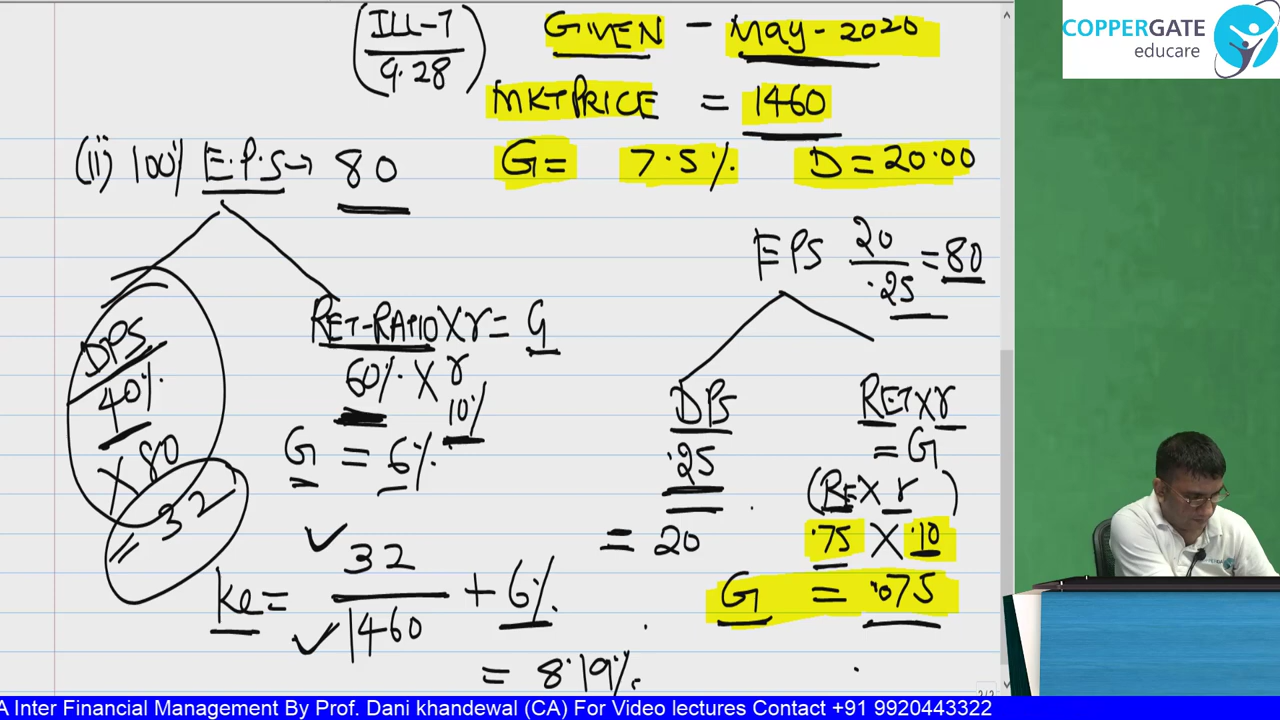 (ILL-7
9.28)
GIVEN - May-2020
MKTPRICE = 1460
G= 7.5% D=20.00
(ii) 100% E.P.S→ 80
EPS 20/.25 = 80
DPS
40%
X 80
= 32
RET-RATIO X r = G
60% X r
10%
G = 6%
Ke= 32/1460 + 6%
= 8.19%
DPS
.25
= 20
RET X r
= G
(RE X r)
.75 X .10
G = .075
COPPERGATE
educare
A Inter Financial Management By Prof. Dani khandewal (CA) For Video lectures Contact +91 9920443322